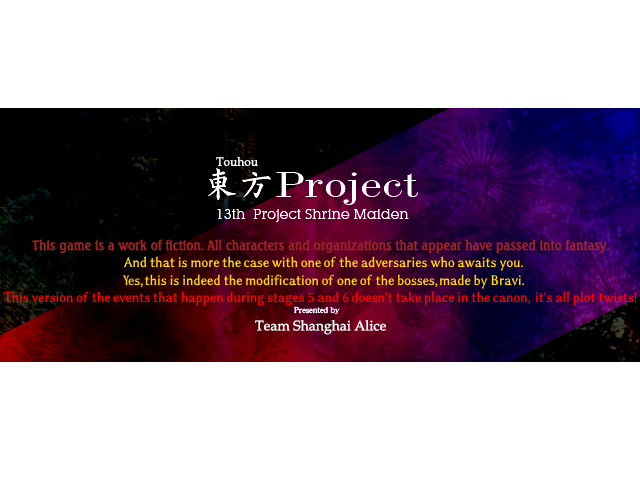 Touhou
東方Project
13th Project Shrine Maiden
This game is a work of fiction. All characters and organizations that appear have passed into fantasy.
And that is more the case with one of the adversaries who awaits you.
Yes, this is indeed the modification of one of the bosses, made by Bravi.
This version of the events that happen during stages 5 and 6 doesn't take place in the canon, it's all plot twists!
Presented by
Team Shanghai Alice